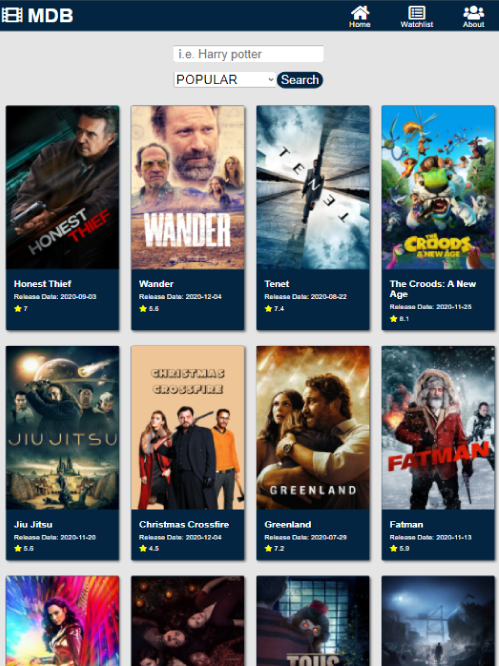 MDB
Home
Watchlist
About
i.e. Harry potter
POPULAR
Search
HONEST THIEF
WANDER
TENET
THE CROODS
A NEW AGE
Honest Thief
Release Date: 2020-09-03
7
Wander
Release Date: 2020-12-04
5.6
Tenet
Release Date: 2020-08-22
7.4
The Croods: A New
Age
Release Date: 2020-11-25
8.1
JIU JITSU
CHRISTMAS
CROSSFIRE
GREENLAND
FATMAN
Jiu Jitsu
Release Date: 2020-11-20
5.6
Christmas Crossfire
Release Date: 2020-12-04
4.5
Greenland
Release Date: 2020-07-29
7.2
Fatman
Release Date: 2020-11-13
5.9
TOUS